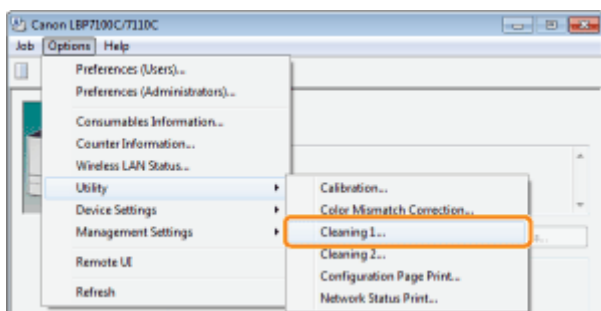 Canon LBP7100C/7110C
Job Options Help
Preferences (Users)...
Preferences (Administrators)...
Consumables Information...
Counter Information...
Wireless LAN Status...
Utility
Device Settings
Management Settings
Remote UI
Refresh
Calibration...
Color Mismatch Correction...
Cleaning 1...
Cleaning 2...
Configuration Page Print...
Network Status Print...